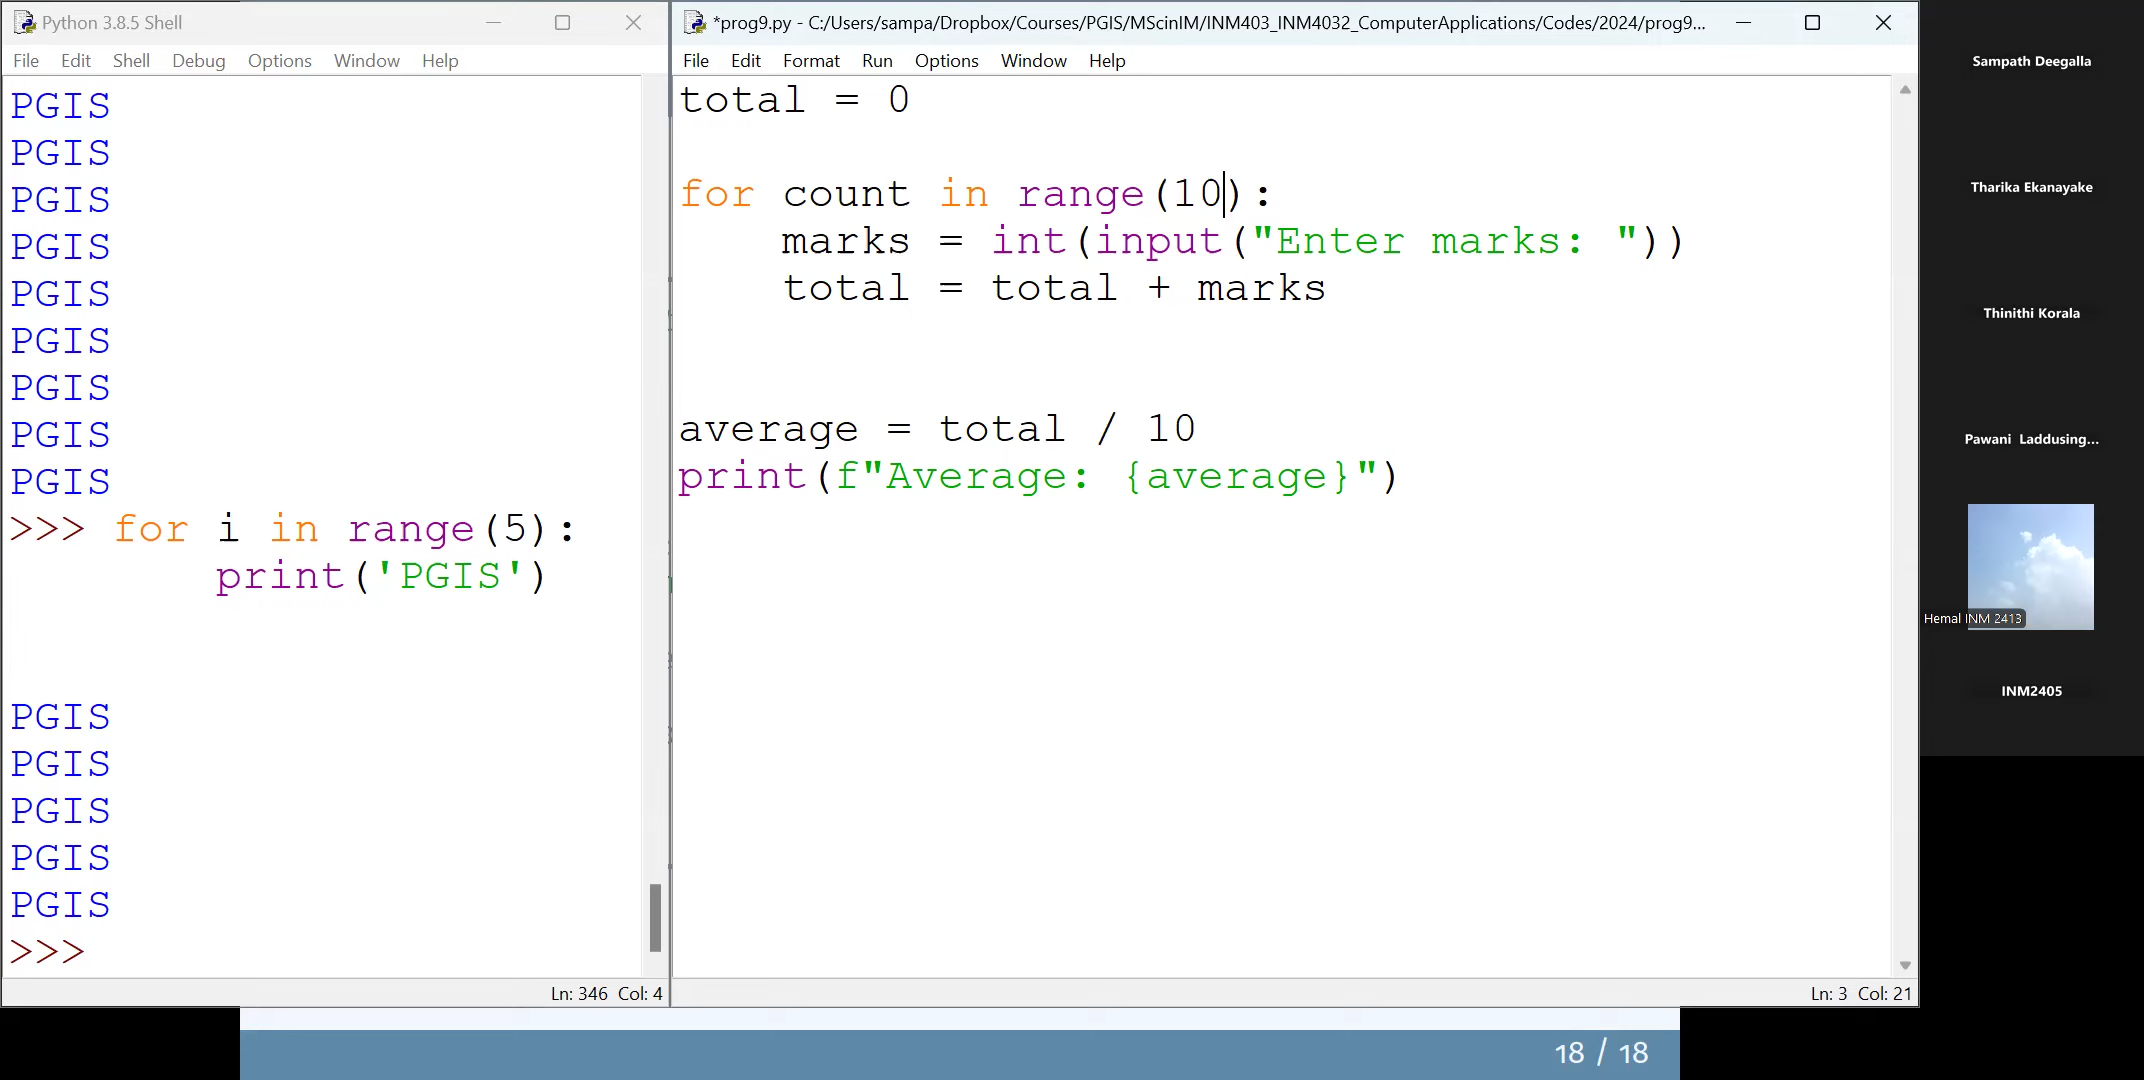 Python 3.8.5 Shell
File Edit Shell Debug Options Window Help
PGIS
PGIS
PGIS
PGIS
PGIS
PGIS
PGIS
PGIS
PGIS
>>> for i in range(5):
        print('PGIS')
PGIS
PGIS
PGIS
PGIS
PGIS
>>>
Ln: 346 Col: 4
*prog9.py - C:/Users/sampa/Dropbox/Courses/PGIS/MScinIM/INM403_INM4032_ComputerApplications/Codes/2024/prog9...
File Edit Format Run Options Window Help
total = 0
for count in range(10):
    marks = int(input("Enter marks: "))
    total = total + marks
average = total / 10
print(f"Average: {average}")
Ln: 3 Col: 21
Sampath Deegalla
Tharika Ekanayake
Thinithi Korala
Pawani Laddusing...
Hemal INM 2413
INM2405
18 / 18